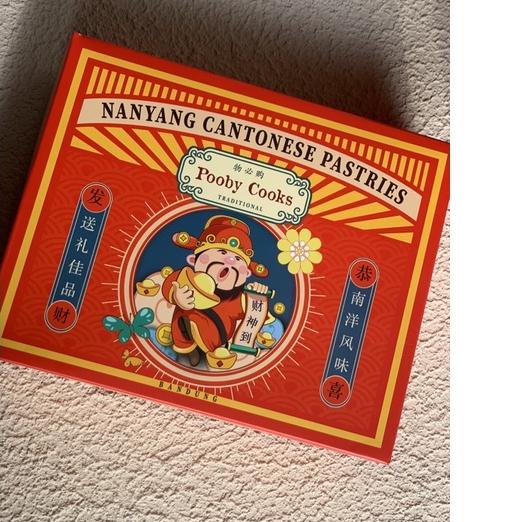 NANYANG CANTONESE PASTRIES
物必购
Pooby Cooks
TRADITIONAL
发
送礼佳品
财
恭
南洋风味
喜
财神到
BANDUNG